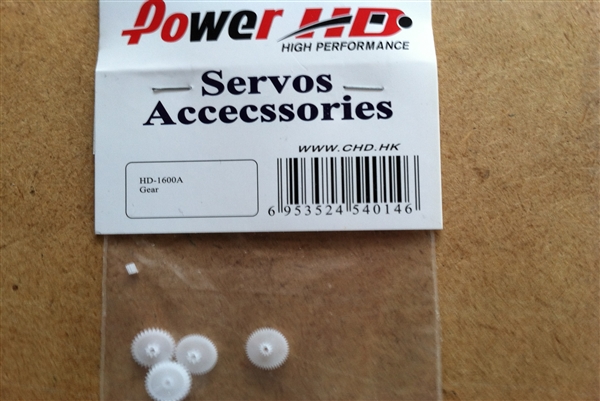 Power HD
HIGH PERFORMANCE
Servos
Accecssories
WWW.CHD.HK
HD-1600A
Gear
6 953524 540146